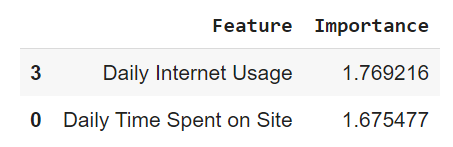 Feature Importance
3 Daily Internet Usage 1.769216
0 Daily Time Spent on Site 1.675477